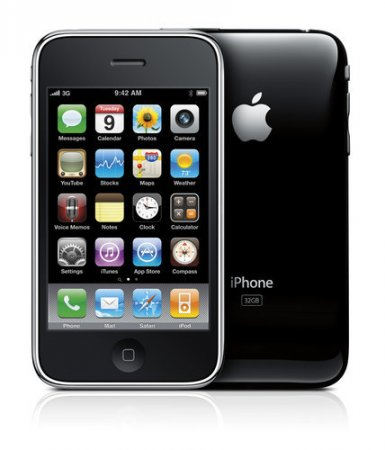 3G 9:42 AM
Tuesday
9
280
73°
Messages Calendar Photos Camera
YouTube Stocks Maps Weather
Voice Memos Notes Clock Calculator
Settings iTunes App Store Compass
Phone Mail Safari iPod
iPhone
32GB